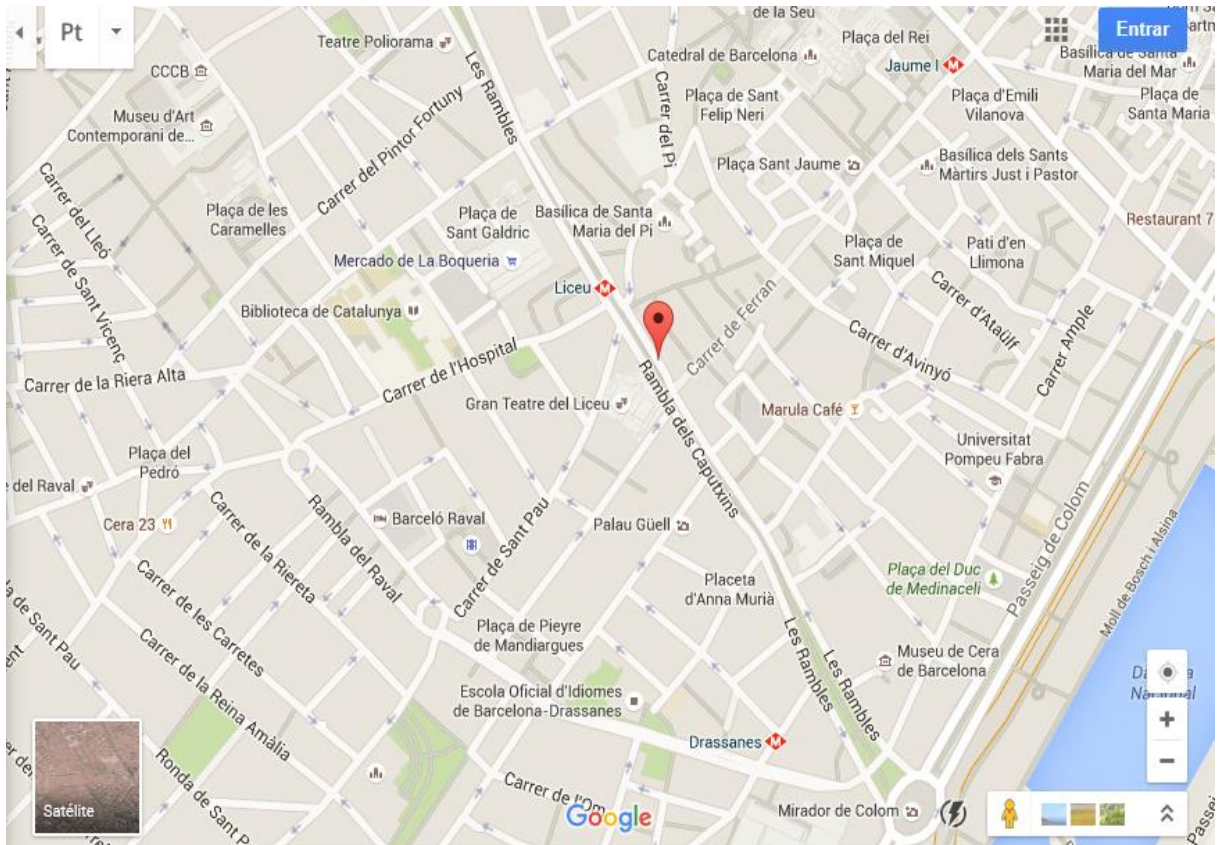 de la Seu
Pt
Entrar
Teatre Poliorama
Catedral de Barcelona
Plaça del Rei
Jaume I
Basílica de Santa
Maria del Mar
CCCB
Les Rambles
Carrer del Pi
Plaça de Sant
Felip Neri
Plaça d'Emili
Vilanova
Plaça de
Santa Maria
Museu d'Art
Contemporani de...
Carrer del Pintor Fortuny
Plaça Sant Jaume
Basílica dels Sants
Màrtirs Just i Pastor
Carrer del Lleó
Plaça de les
Caramelles
Plaça de
Sant Galdric
Basílica de Santa
Maria del Pi
Restaurant 7
Carrer de Sant Vicenç
Mercado de La Boqueria
Plaça de
Sant Miquel
Pati d'en
Llimona
Liceu
Biblioteca de Catalunya
Carrer de Ferran
Carrer d'Ataülf
Carrer d'Avinyó
Carrer Ample
Carrer de la Riera Alta
Carrer de l'Hospital
Gran Teatre del Liceu
Rambla dels Caputxins
Marula Café
Plaça del
Pedró
Universitat
Pompeu Fabra
del Raval
Cera 23
Rambla del Raval
Barceló Raval
Palau Güell
Carrer de la Riereta
Carrer de Sant Pau
Passeig de Colom
Moll de Bosch i Alsina
Carrer de les Carretes
Placeta
d'Anna Murià
Plaça del Duc
de Medinaceli
de Sant Pau
Plaça de Pieyre
de Mandiargues
Les Rambles
Les Rambles
Museu de Cera
de Barcelona
Carrer de la Reina Amàlia
Escola Oficial d'Idiomes
de Barcelona-Drassanes
Drassanes
Ronda de Sant P
Satélite
Carrer de l'Om
Google
Mirador de Colom
Passeig